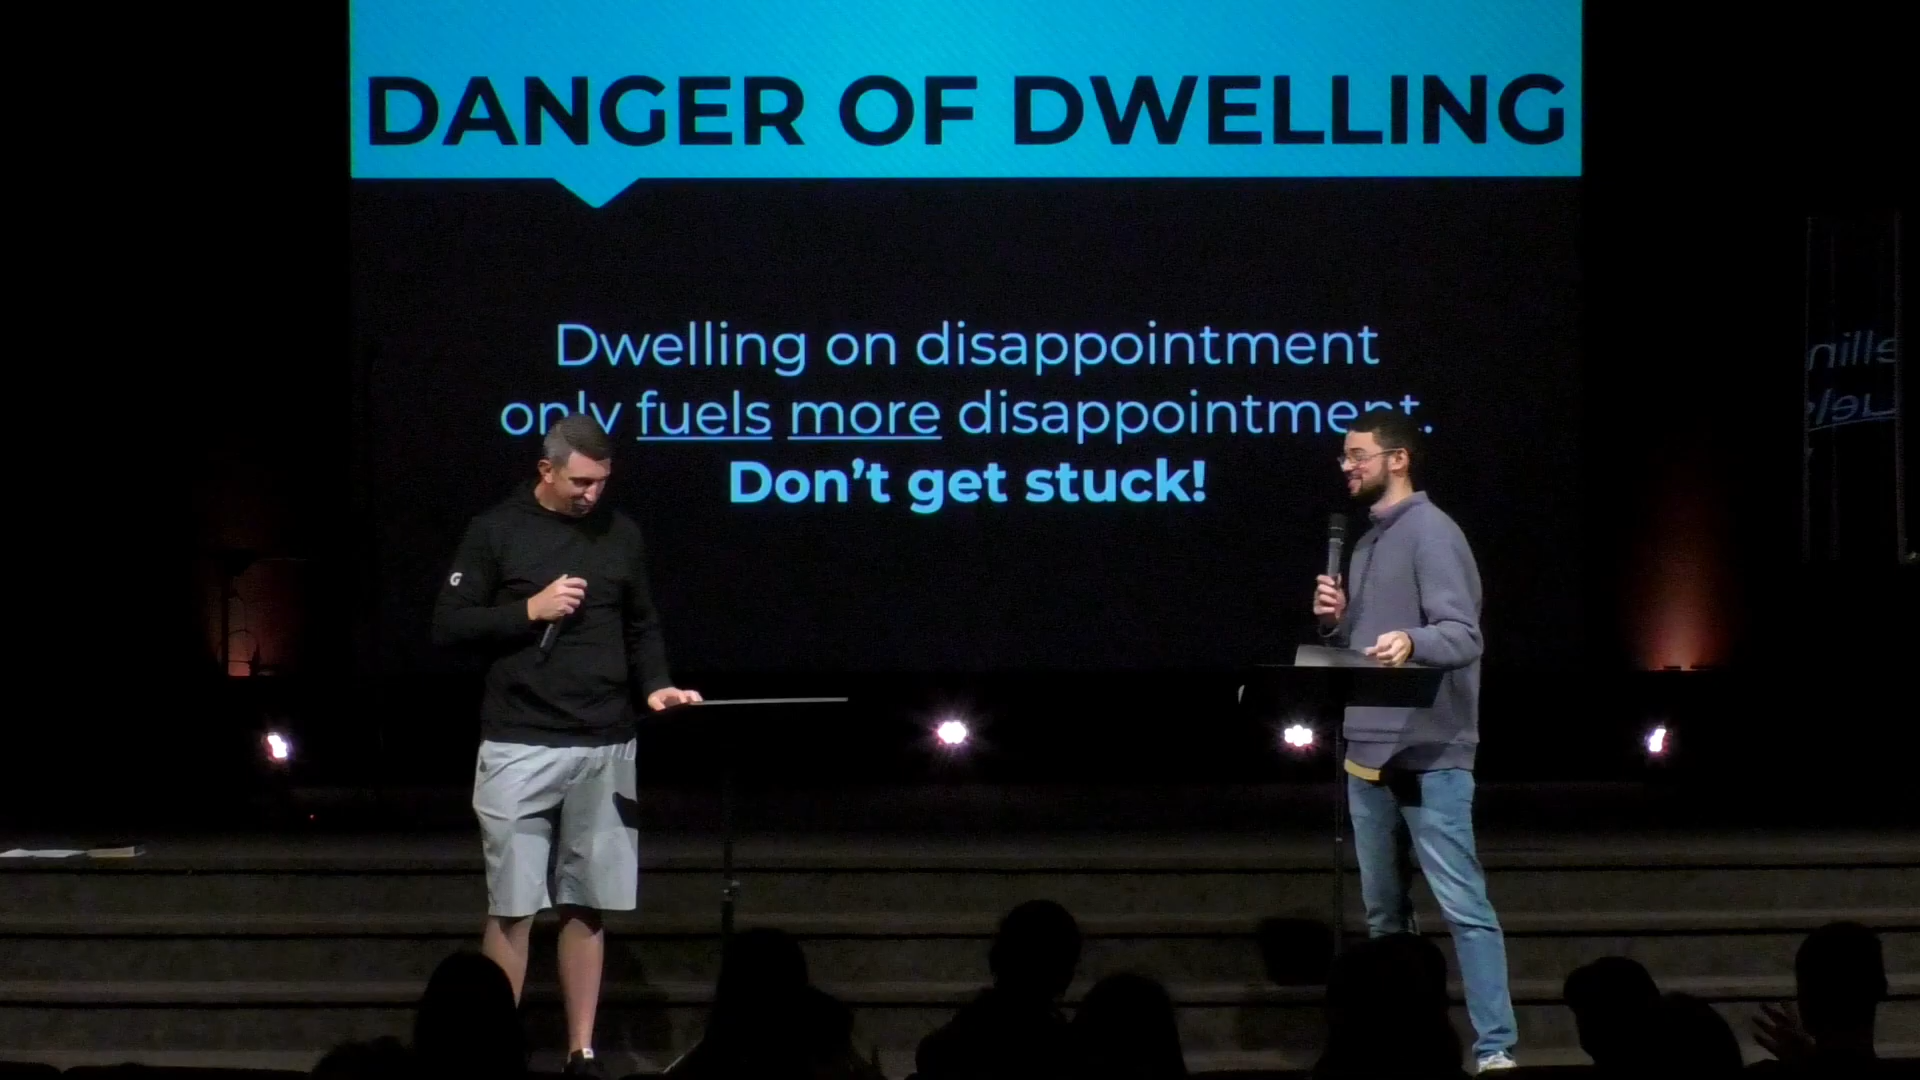 DANGER OF DWELLING
Dwelling on disappointment
only fuels more disappointment.
Don't get stuck!
G